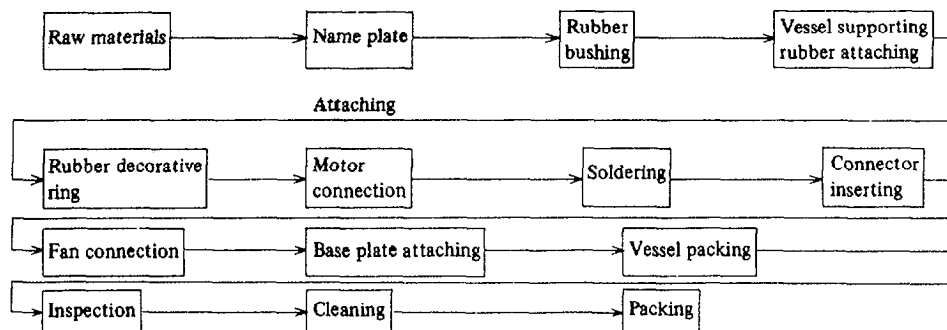 Raw materials
Name plate
Rubber
bushing
Vessel supporting
rubber attaching
Attaching
Rubber decorative
ring
Motor
connection
Soldering
Connector
inserting
Fan connection
Base plate attaching
Vessel packing
Inspection
Cleaning
Packing